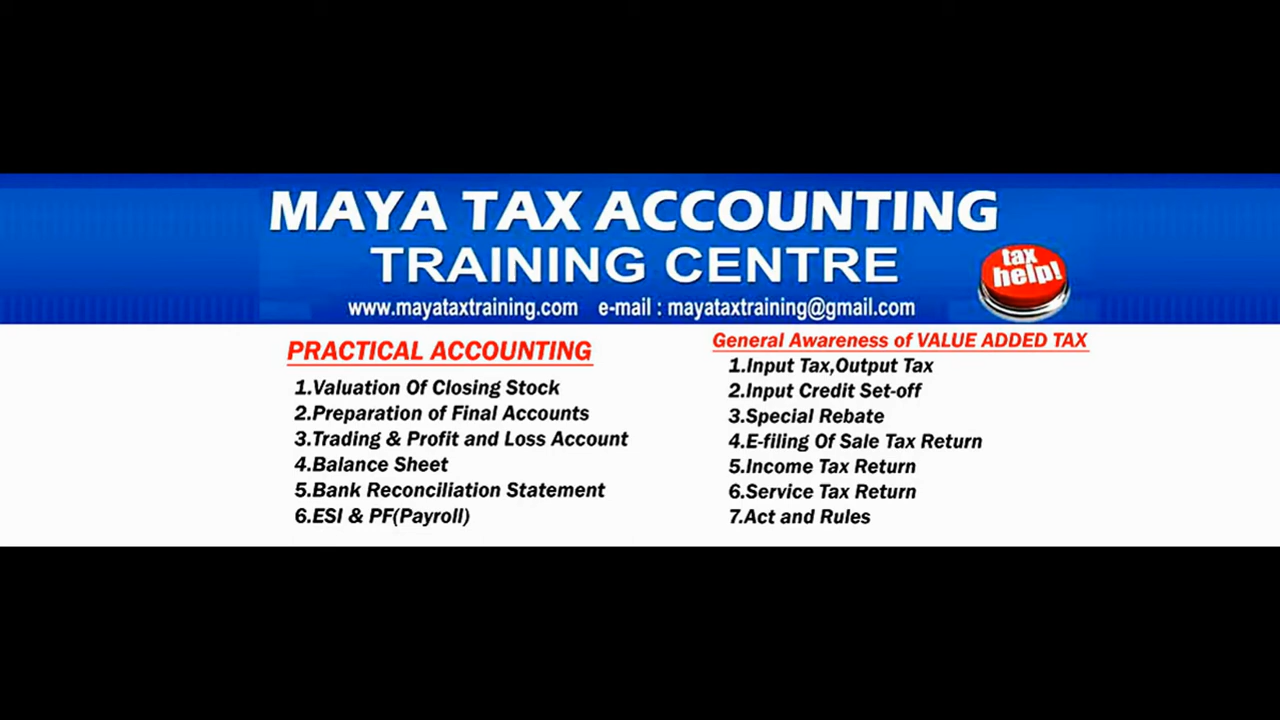 MAYA TAX ACCOUNTING
TRAINING CENTRE
www.mayataxtraining.com e-mail : mayataxtraining@gmail.com
tax
help!
PRACTICAL ACCOUNTING
1.Valuation Of Closing Stock
2.Preparation of Final Accounts
3.Trading & Profit and Loss Account
4.Balance Sheet
5.Bank Reconciliation Statement
6.ESI & PF(Payroll)
General Awareness of VALUE ADDED TAX
1.Input Tax,Output Tax
2.Input Credit Set-off
3.Special Rebate
4.E-filing Of Sale Tax Return
5.Income Tax Return
6.Service Tax Return
7.Act and Rules